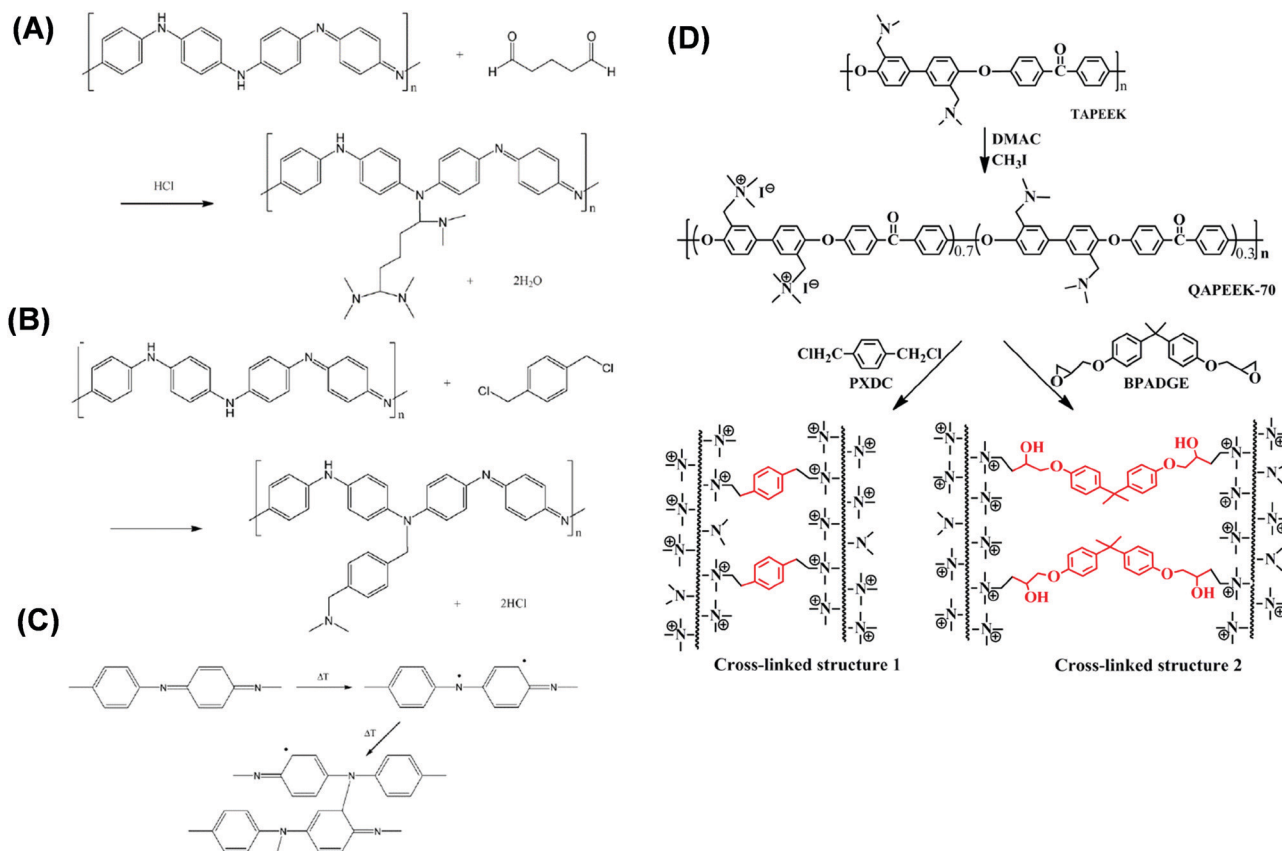 (A)
H
N
N
N
H
N
n
+
O
O
H
H
HCl
H
N
N
N
N
n
N
N
N
+
2H₂O
(B)
H
N
N
N
H
N
n
+
Cl
Cl
H
N
N
N
N
n
N
+
2HCl
(C)
N
N
ΔT
N
N
ΔT
N
N
N
N
(D)
N
O
O
C
O
n
N
TAPEEK
DMAC
CH₃I
N
⊕
I⊖
N
O
O
C
O
0.7
O
O
C
O
0.3
n
N
⊕
I⊖
N
QAPEEK-70
ClH₂C
CH₂Cl
PXDC
O
O
O
O
BPADGE
OH
O
O
HO
OH
O
O
OH
Cross-linked structure 1
Cross-linked structure 2